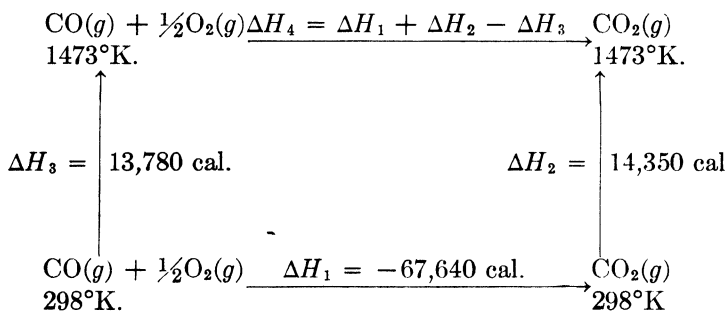 CO(g) + ½O₂(g) ΔH₄ = ΔH₁ + ΔH₂ − ΔH₃ CO₂(g)
1473°K. 1473°K.
ΔH₃ = 13,780 cal. ΔH₂ = 14,350 cal
CO(g) + ½O₂(g) ΔH₁ = −67,640 cal. CO₂(g)
298°K. 298°K